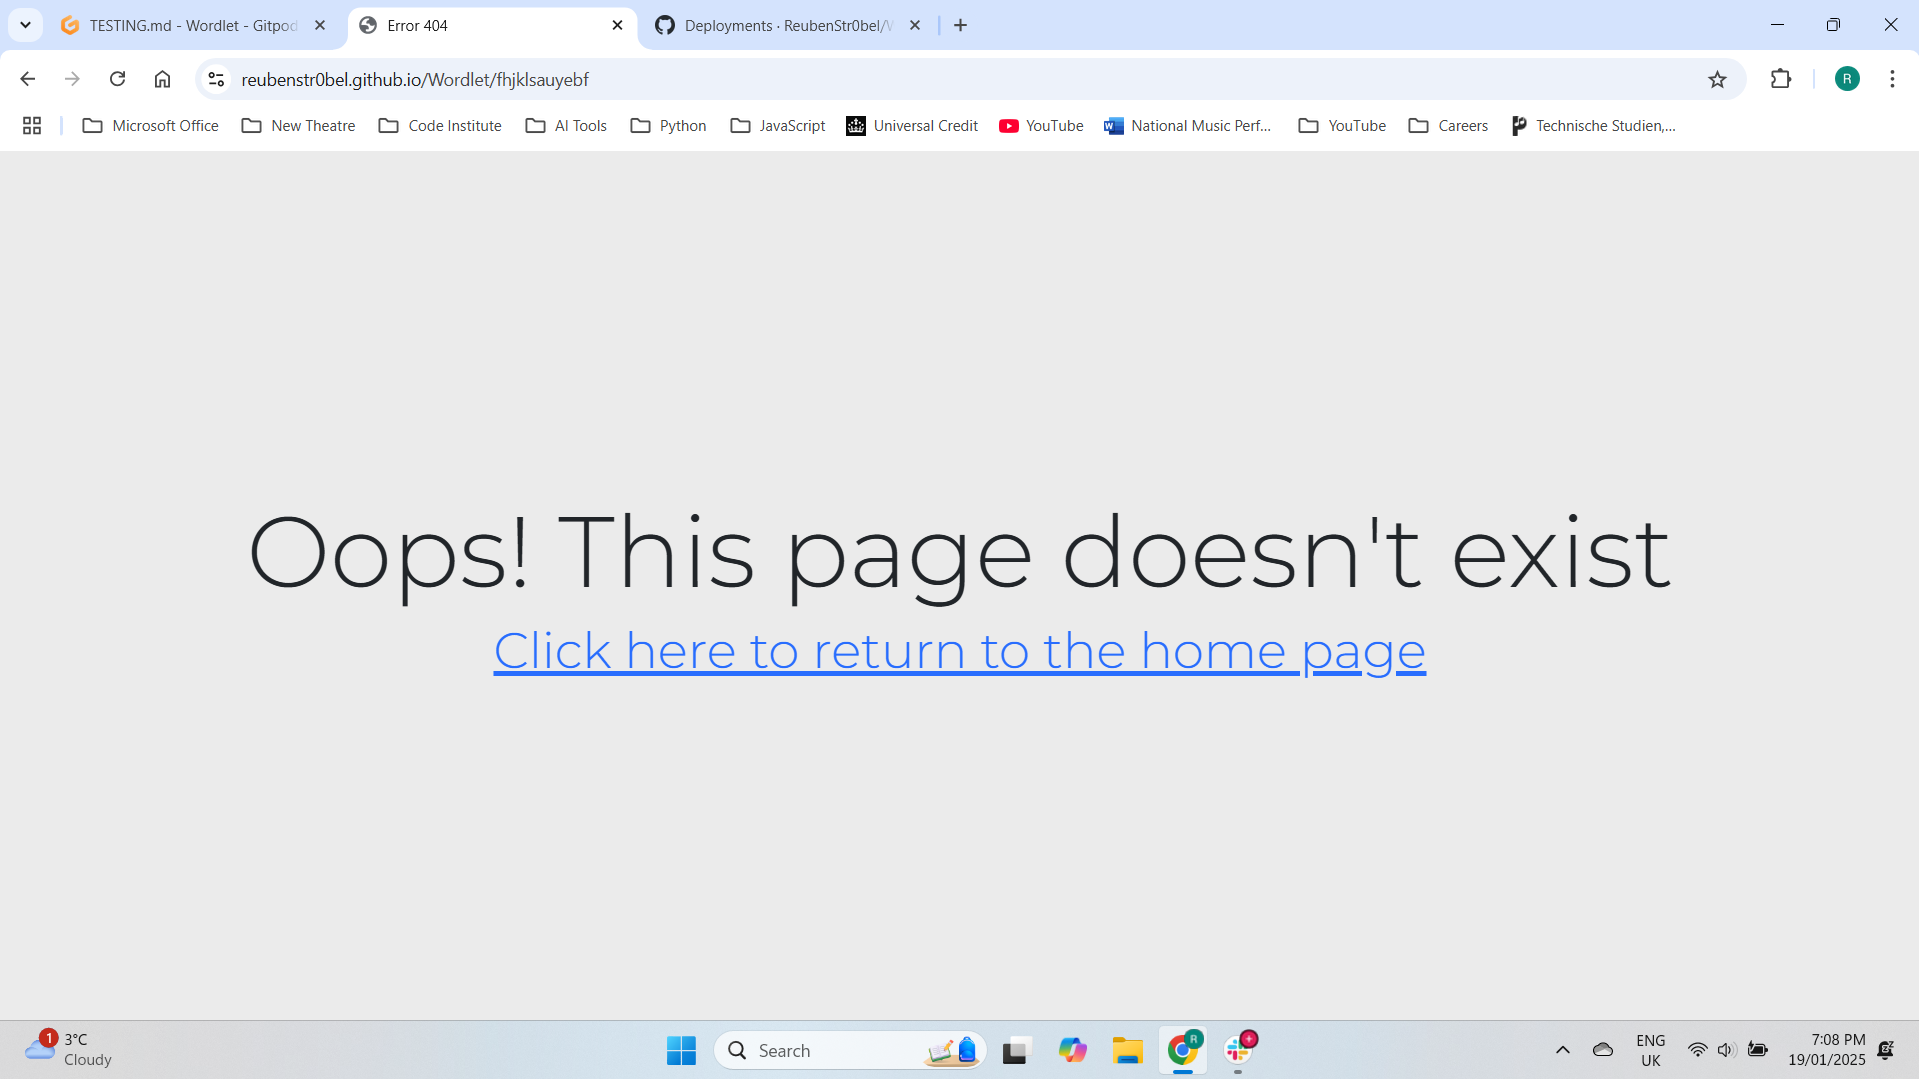 TESTING.md - Wordlet - Gitpod
Error 404
Deployments · ReubenStr0bel/W
reubenstr0bel.github.io/Wordlet/fhjklsauyebf
R
Microsoft Office
New Theatre
Code Institute
AI Tools
Python
JavaScript
Universal Credit
YouTube
National Music Perf...
YouTube
Careers
Technische Studien,...
Oops! This page doesn't exist
Click here to return to the home page
1
3°C
Cloudy
Search
R
ENG
UK
7:08 PM
19/01/2025